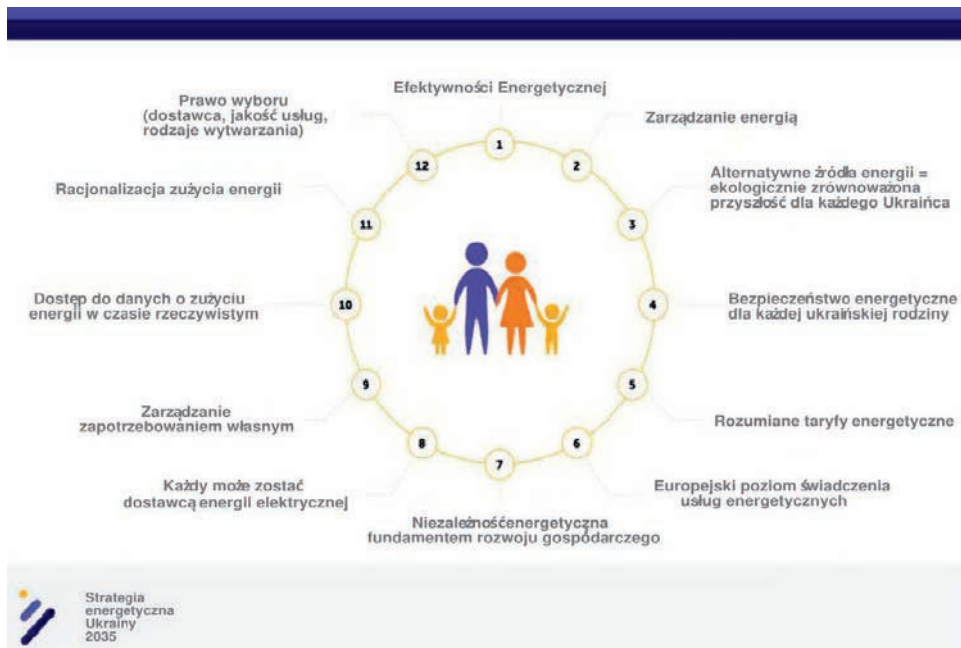 Efektywności Energetycznej
1
Zarządzanie energią
2
Alternatywne źródła energii =
ekologicznie zrównoważona
przyszłość dla każdego Ukraińca
3
Bezpieczeństwo energetyczne
dla każdej ukraińskiej rodziny
4
Rozumiane taryfy energetyczne
5
Europejski poziom świadczenia
usług energetycznych
6
Niezależność energetyczna
fundamentem rozwoju gospodarczego
7
Każdy może zostać
dostawcą energii elektrycznej
8
Zarządzanie
zapotrzebowaniem własnym
9
Dostęp do danych o zużyciu
energii w czasie rzeczywistym
10
Racjonalizacja zużycia energii
11
Prawo wyboru
(dostawca, jakość usług,
rodzaje wytwarzania)
12
Strategia
energetyczna
Ukrainy
2035